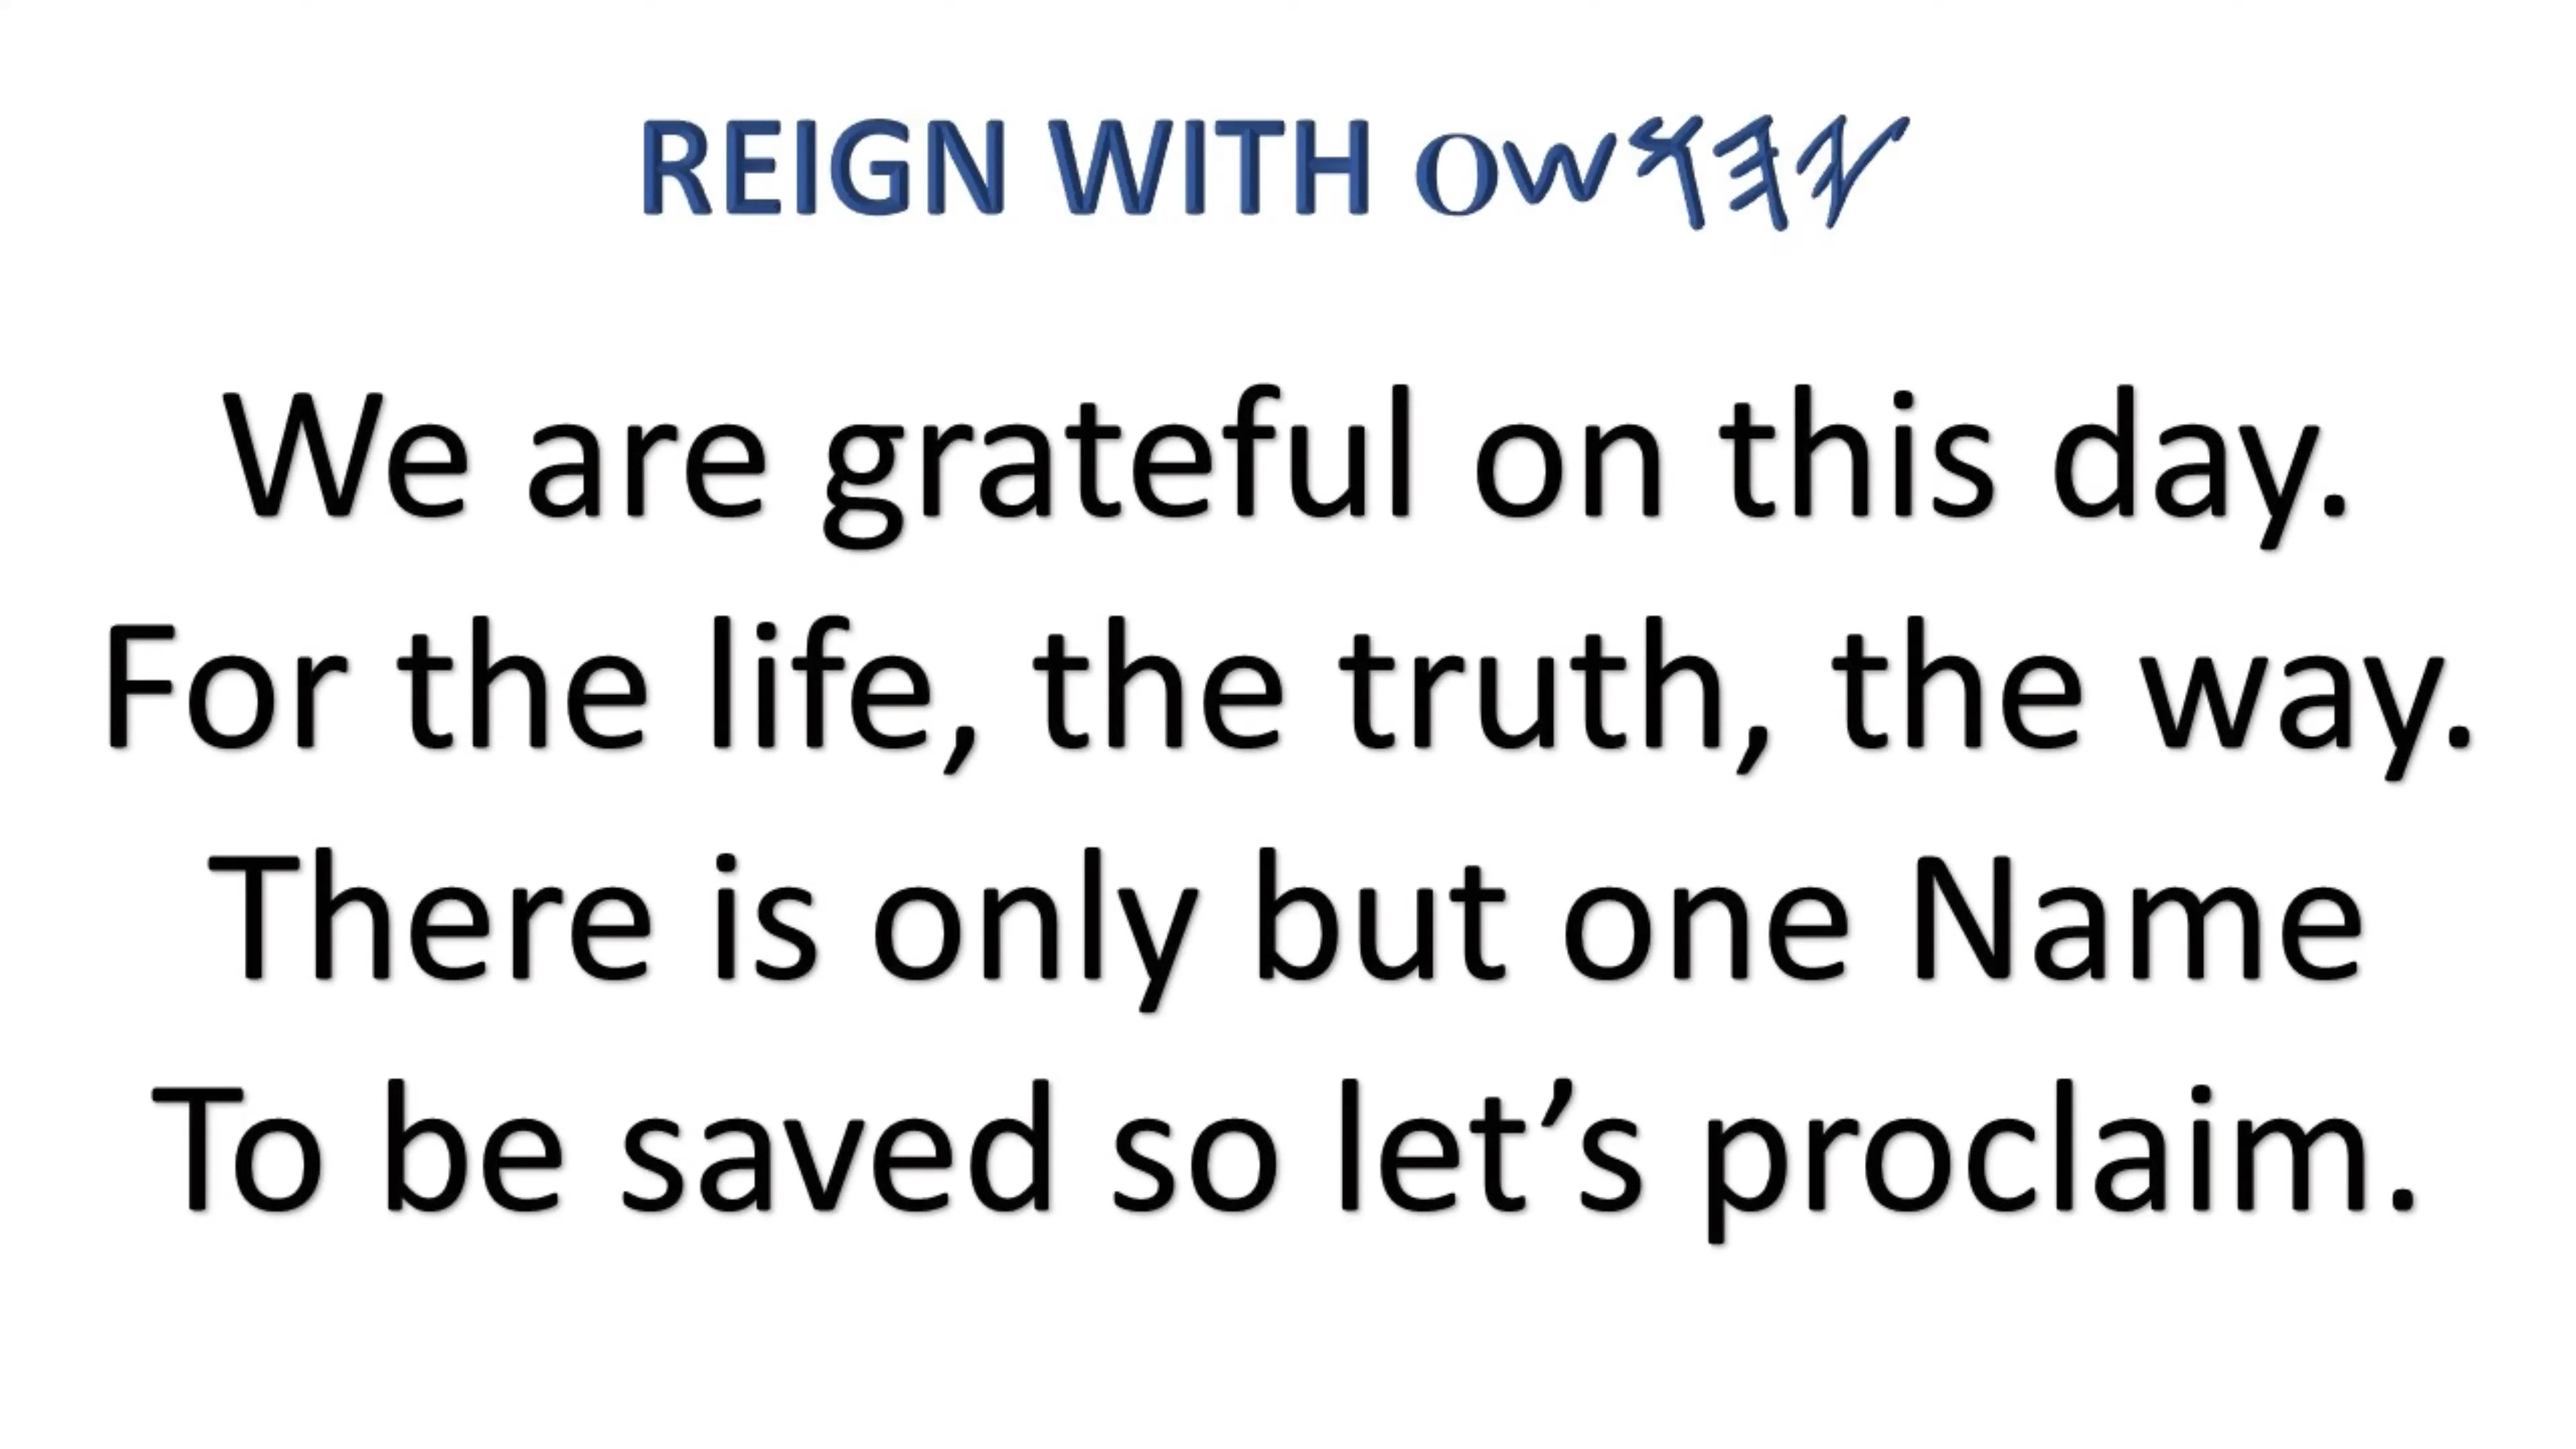 REIGN WITH 𐤉𐤄𐤅𐤔𐤏
We are grateful on this day.
For the life, the truth, the way.
There is only but one Name
To be saved so let’s proclaim.